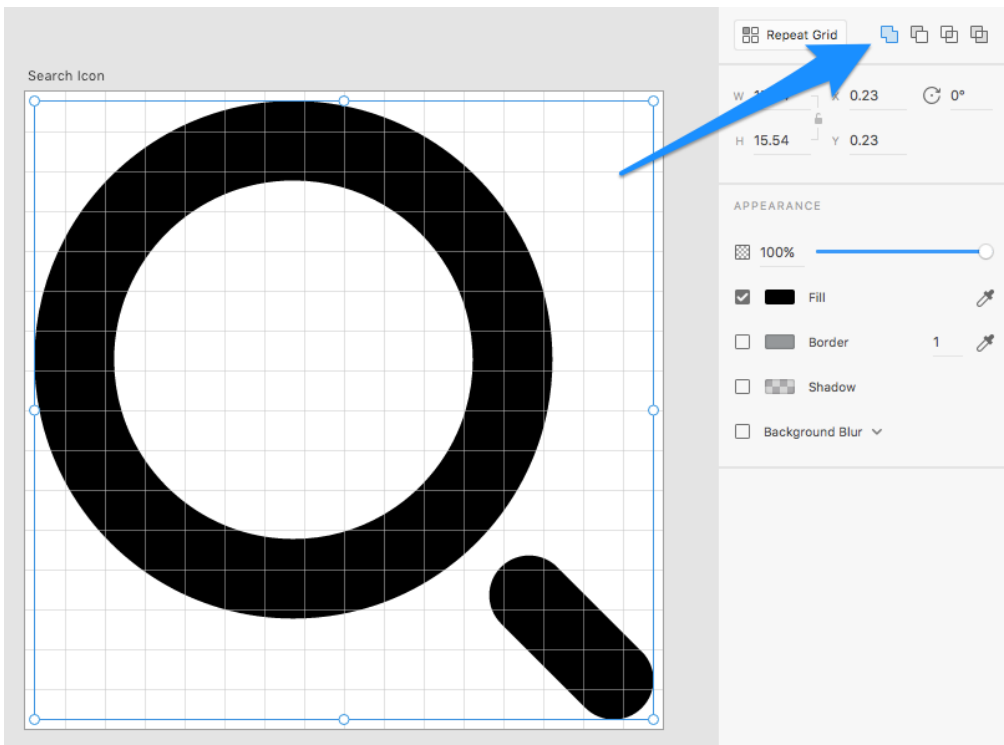 Repeat Grid
Search Icon
W X 0.23 0°
H 15.54 Y 0.23
APPEARANCE
100%
Fill
Border 1
Shadow
Background Blur